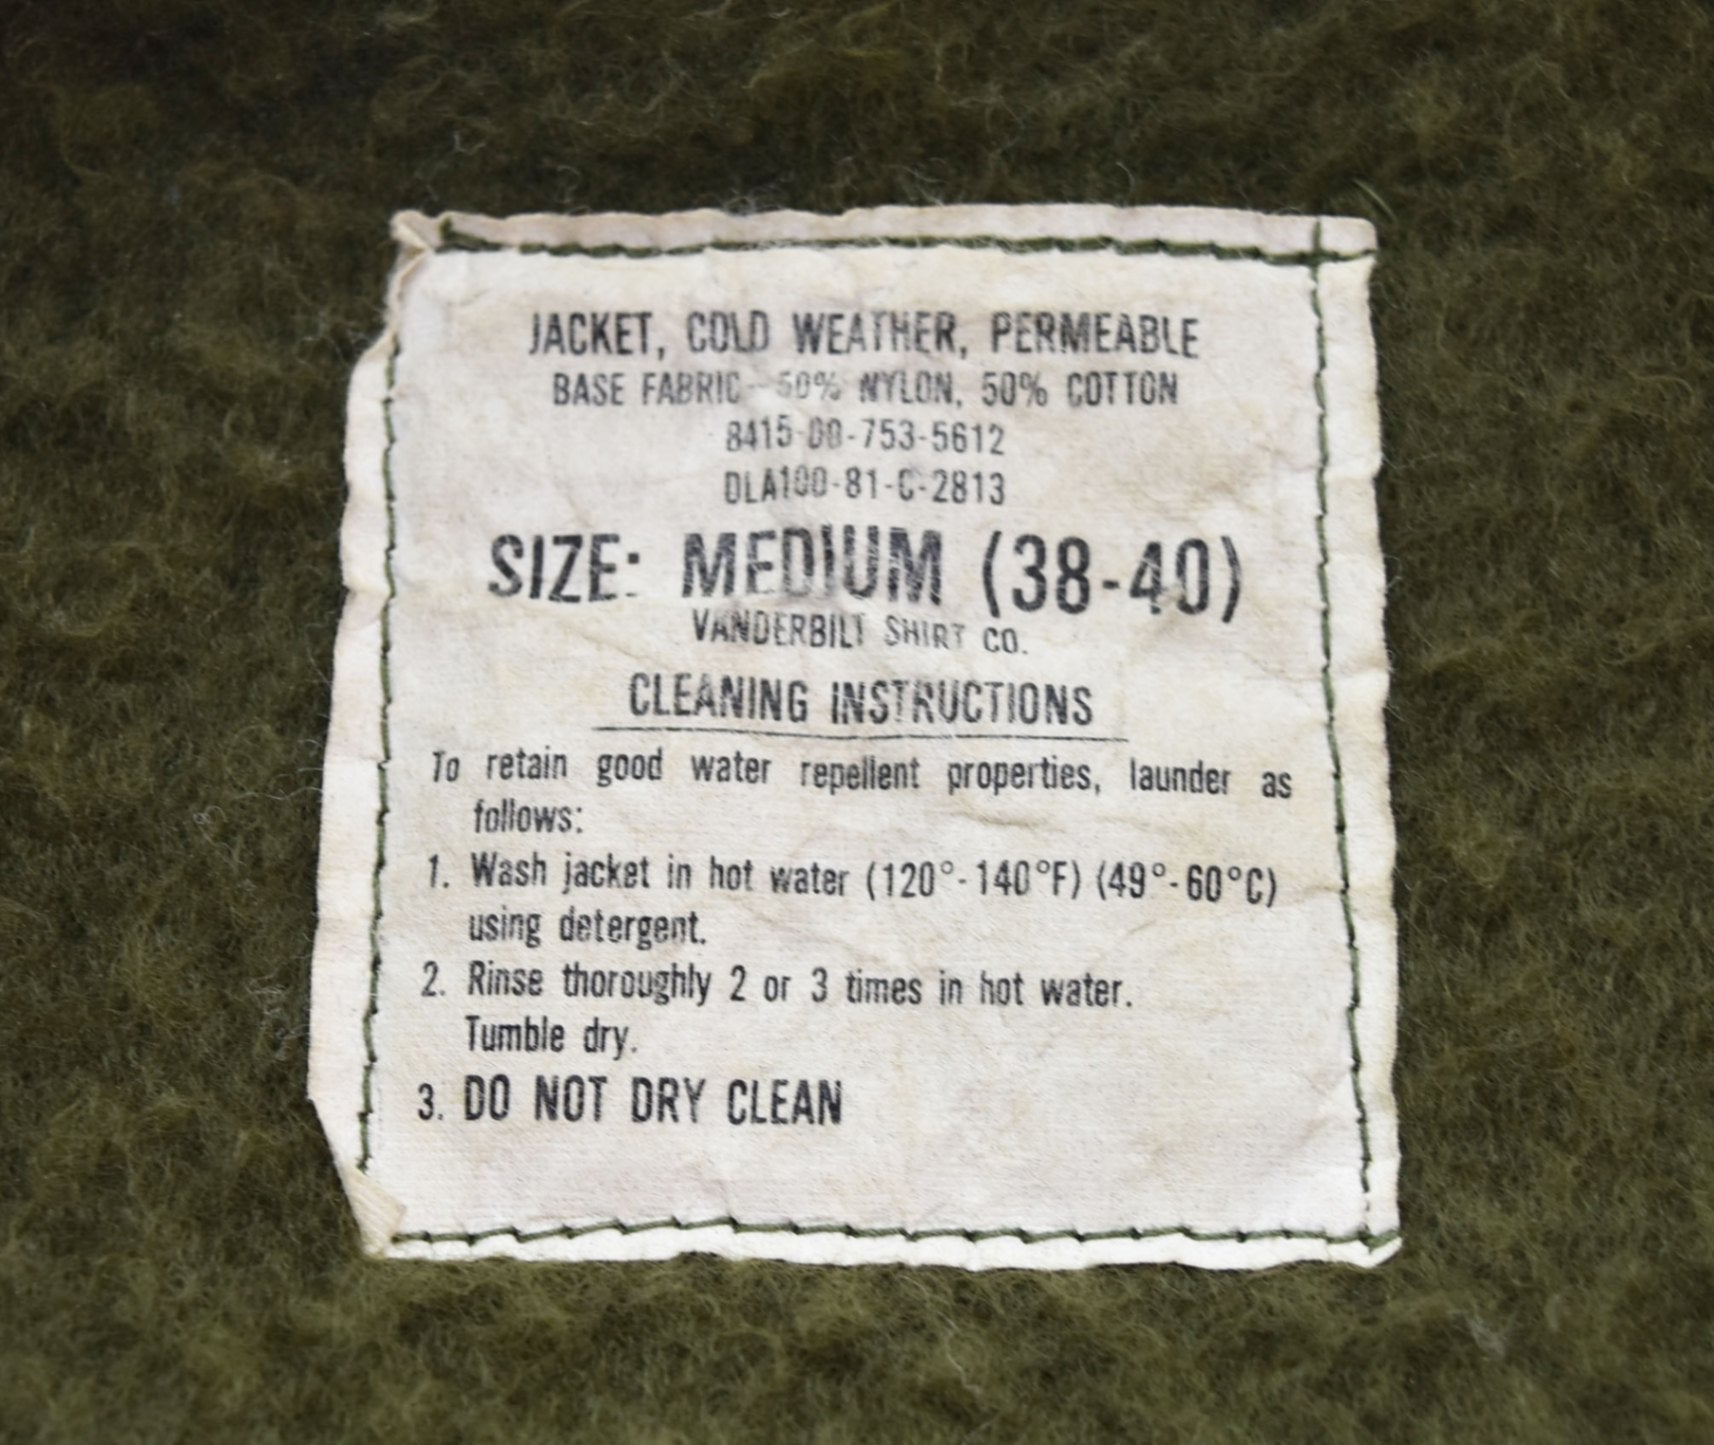 JACKET, COLD WEATHER, PERMEABLE
BASE FABRIC - 50% NYLON, 50% COTTON
8415-00-753-5612
DLA100-81-C-2813
SIZE: MEDIUM (38-40)
VANDERBILT SHIRT CO.
CLEANING INSTRUCTIONS
To retain good water repellent properties, launder as
follows:
1. Wash jacket in hot water (120°-140°F) (49°-60°C)
using detergent.
2. Rinse thoroughly 2 or 3 times in hot water.
Tumble dry.
3. DO NOT DRY CLEAN